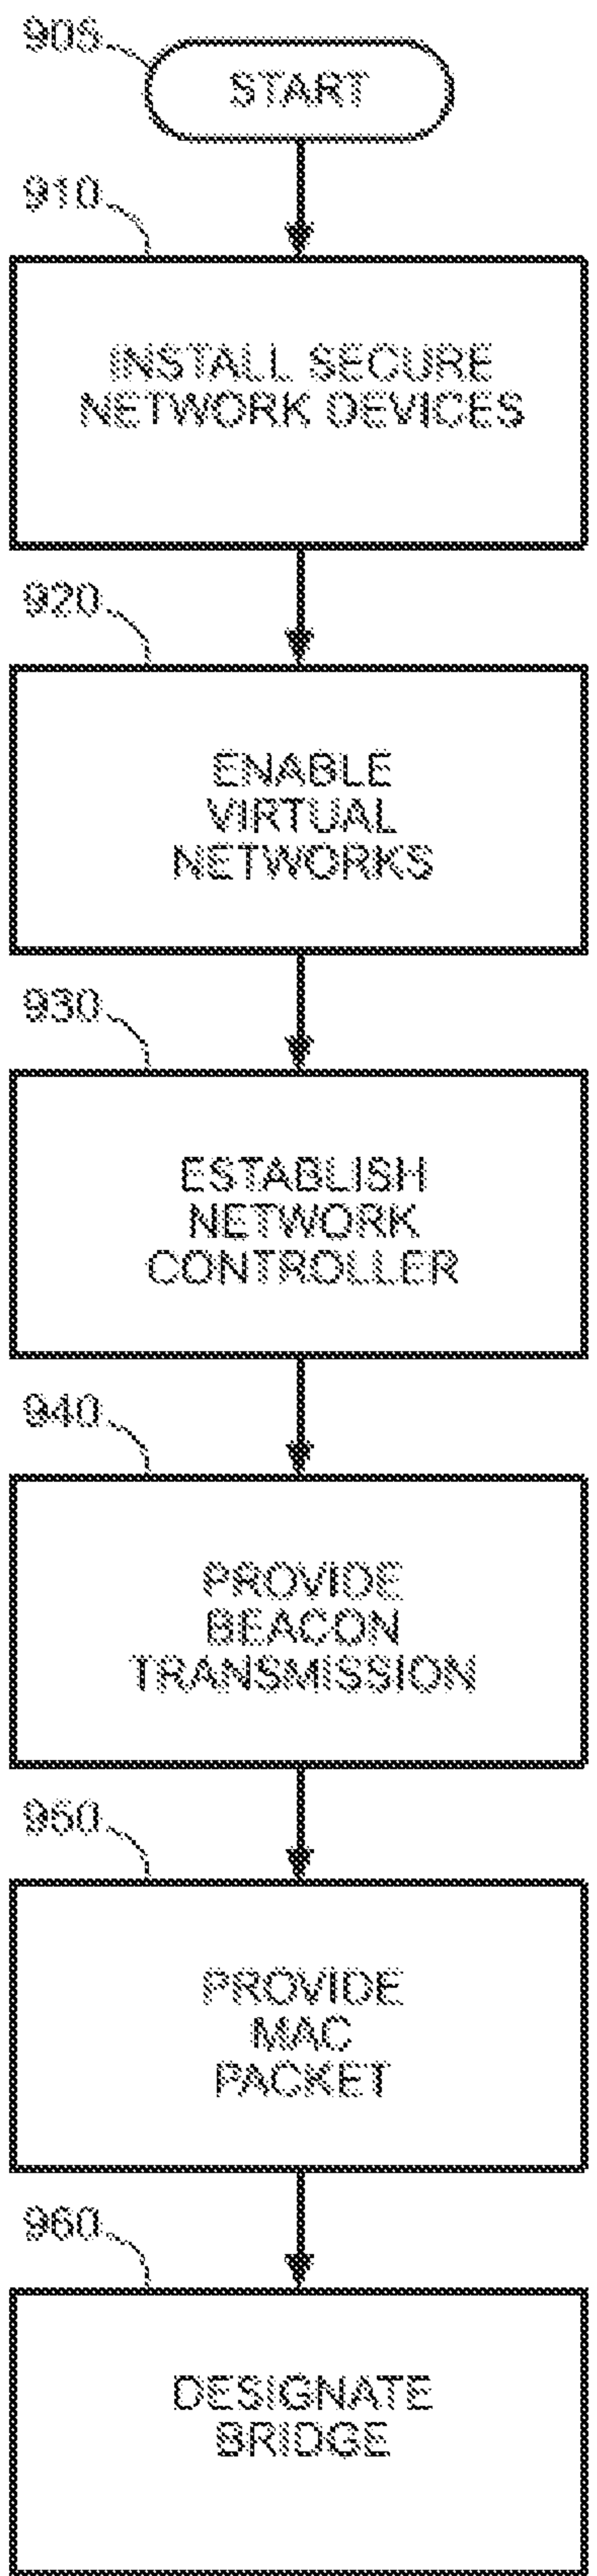 905
START
910
INSTALL SECURE
NETWORK DEVICES
920
ENABLE
VIRTUAL
NETWORKS
930
ESTABLISH
NETWORK
CONTROLLER
940
PROVIDE
BEACON
TRANSMISSION
950
PROVIDE
MAC
PACKET
960
DESIGNATE
BRIDGE